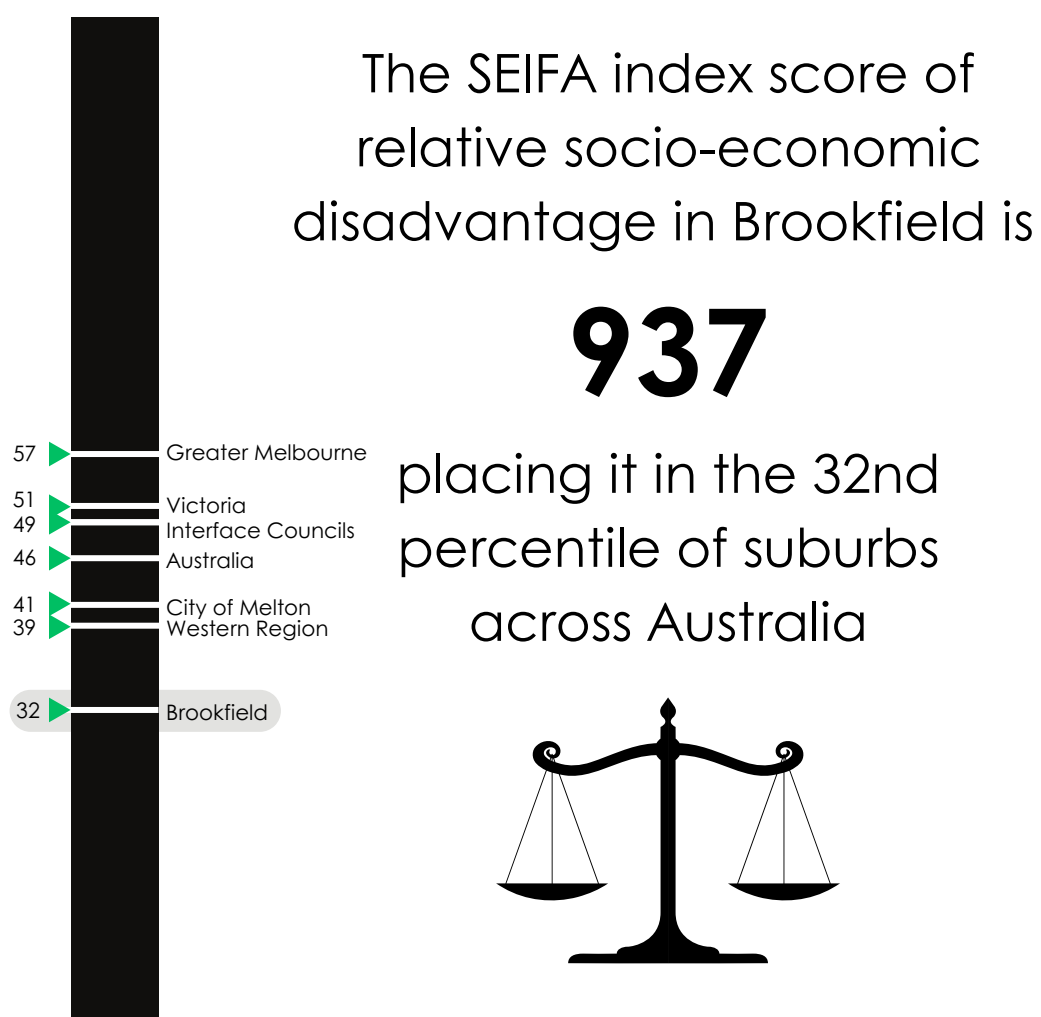 The SEIFA index score of
relative socio-economic
disadvantage in Brookfield is
937
placing it in the 32nd
percentile of suburbs
across Australia
57 Greater Melbourne
51 Victoria
49 Interface Councils
46 Australia
41 City of Melton
39 Western Region
32 Brookfield